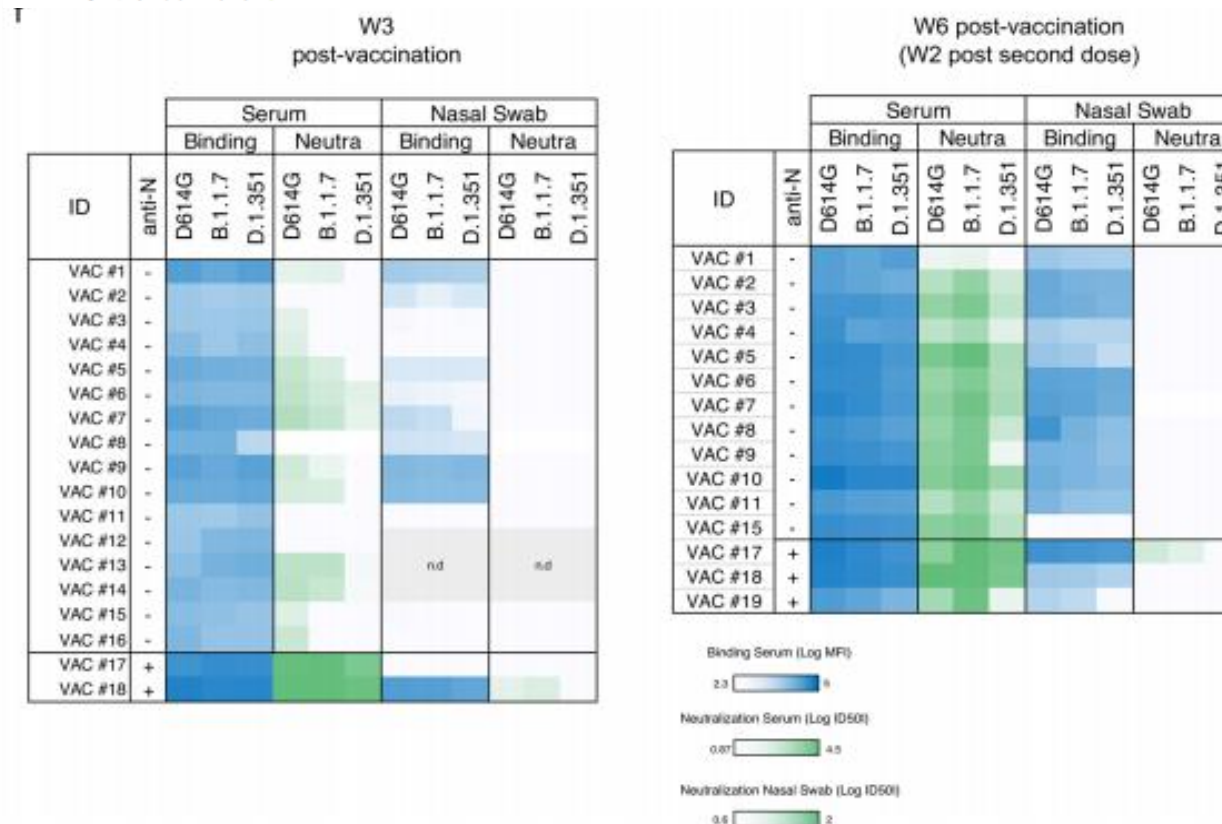 W3
post-vaccination
Serum Nasal Swab
Binding Neutra Binding Neutra
ID anti-N D614G B.1.1.7 D.1.351 D614G B.1.1.7 D.1.351 D614G B.1.1.7 D.1.351 D614G B.1.1.7 D.1.351
VAC #1 -
VAC #2 -
VAC #3 -
VAC #4 -
VAC #5 -
VAC #6 -
VAC #7 -
VAC #8 -
VAC #9 -
VAC #10 -
VAC #11 -
VAC #12 -
VAC #13 - n.d n.d
VAC #14 -
VAC #15 -
VAC #16 -
VAC #17 +
VAC #18 +
W6 post-vaccination
(W2 post second dose)
Serum Nasal Swab
Binding Neutra Binding Neutra
ID anti-N D614G B.1.1.7 D.1.351 D614G B.1.1.7 D.1.351 D614G B.1.1.7 D.1.351 D614G B.1.1.7 D.1.351
VAC #1 -
VAC #2 -
VAC #3 -
VAC #4 -
VAC #5 -
VAC #6 -
VAC #7 -
VAC #8 -
VAC #9 -
VAC #10 -
VAC #11 -
VAC #15 -
VAC #17 +
VAC #18 +
VAC #19 +
Binding Serum (Log MFI)
2.3 6
Neutralization Serum (Log ID50I)
0.87 4.5
Neutralization Nasal Swab (Log ID50I)
0.6 2